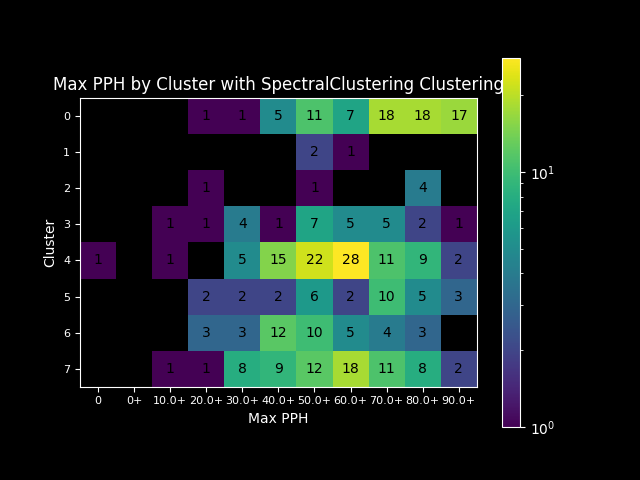 Max PPH by Cluster with SpectralClustering Clustering
0 1 1 5 11 7 18 18 17
1 2 1
2 1 1 4
3 1 1 4 1 7 5 5 2 1
4 1 1 5 15 22 28 11 9 2
5 2 2 2 6 2 10 5 3
6 3 3 12 10 5 4 3
7 1 1 8 9 12 18 11 8 2
0 0+ 10.0+ 20.0+ 30.0+ 40.0+ 50.0+ 60.0+ 70.0+ 80.0+ 90.0+
Max PPH
Cluster
10¹
10⁰